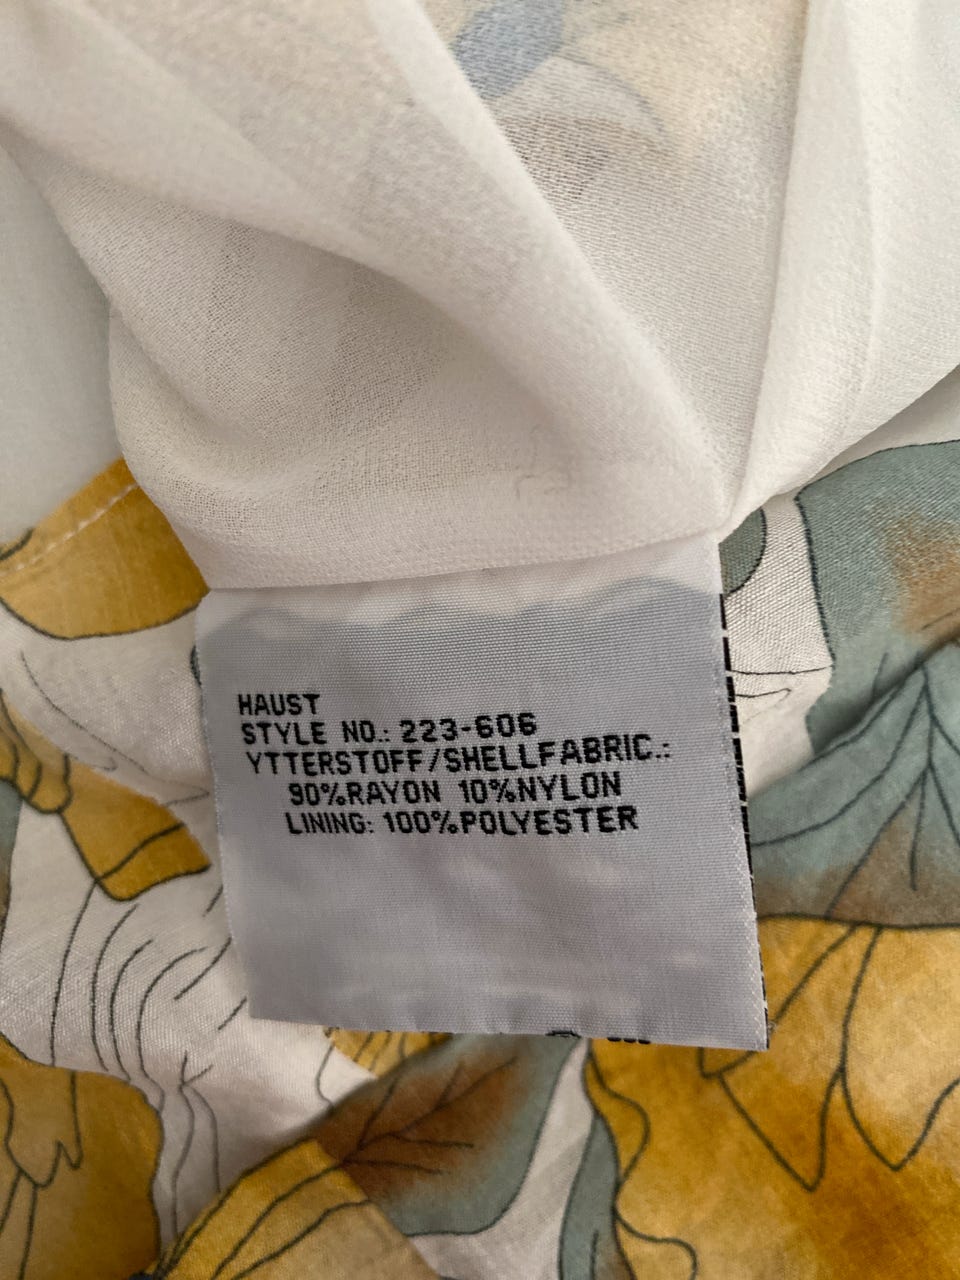 HAUST
STYLE NO.: 223-606
YTTERSTOFF/SHELLFABRIC.:
90%RAYON 10%NYLON
LINING: 100%POLYESTER